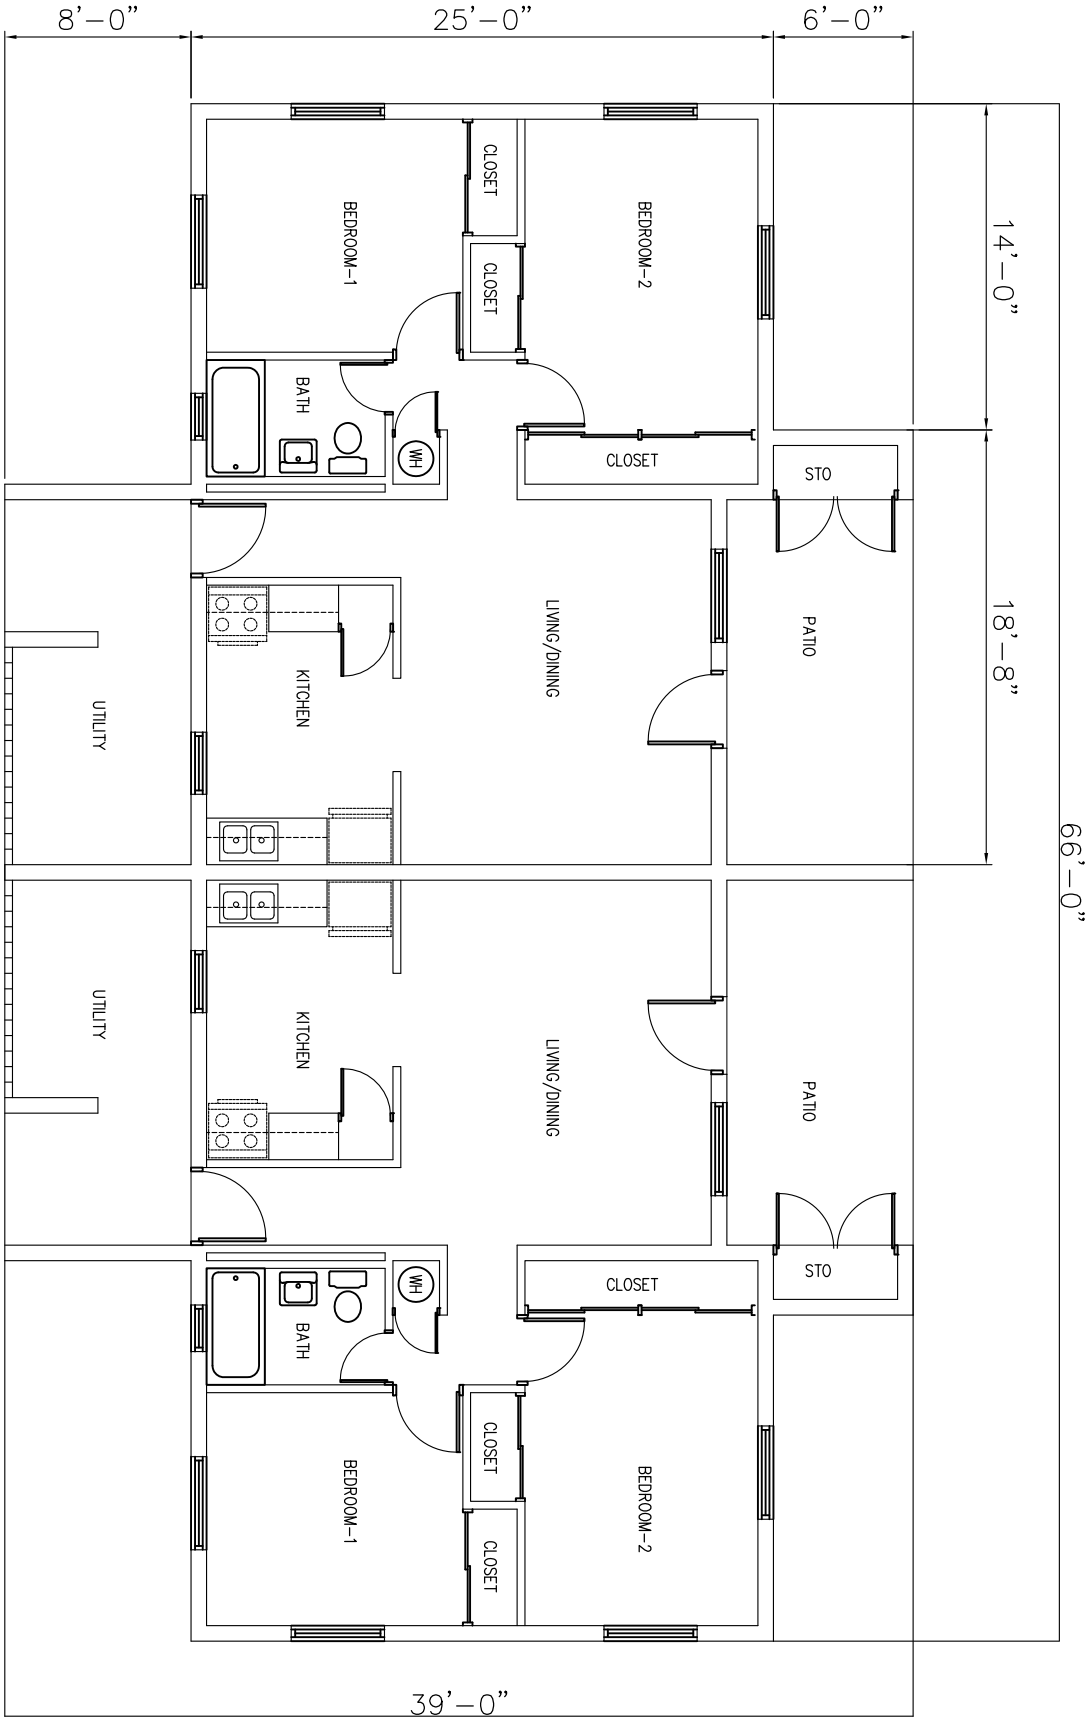 8'-0"
25'-0"
6'-0"
14'-0"
18'-8"
66'-0"
39'-0"
CLOSET
BEDROOM-1
BEDROOM-2
CLOSET
BATH
WH
CLOSET
STO
LIVING/DINING
PATIO
KITCHEN
UTILITY
UTILITY
KITCHEN
LIVING/DINING
PATIO
WH
CLOSET
STO
BATH
CLOSET
BEDROOM-1
BEDROOM-2
CLOSET